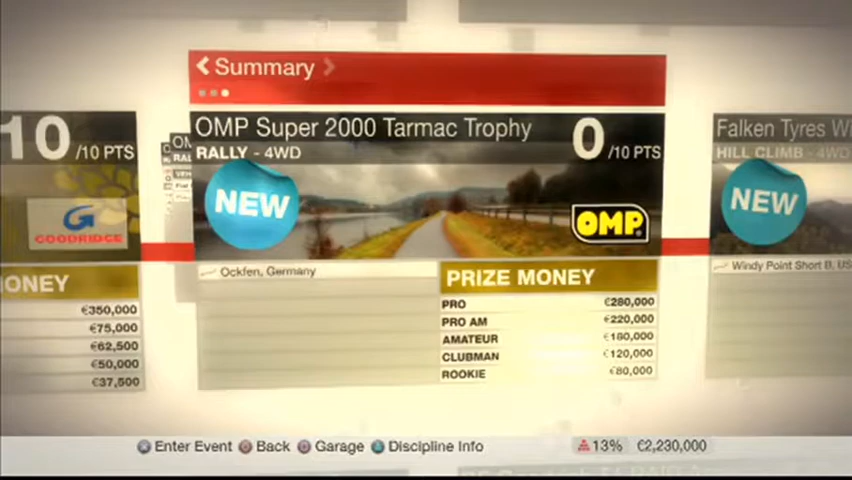 Summary
10 /10 PTS
OMP Super 2000 Tarmac Trophy
0 /10 PTS
RALLY - 4WD
NEW
OMP
Falken Tyres Wi
HILL CLIMB - 4WD
NEW
GOODRIDGE
Ockfen, Germany
Windy Point Short B, US
ONEY
€350,000
€75,000
€62,500
€50,000
€37,500
PRIZE MONEY
PRO €280,000
PRO AM €220,000
AMATEUR €160,000
CLUBMAN €120,000
ROOKIE €80,000
Enter Event Back Garage Discipline Info 13% €2,230,000